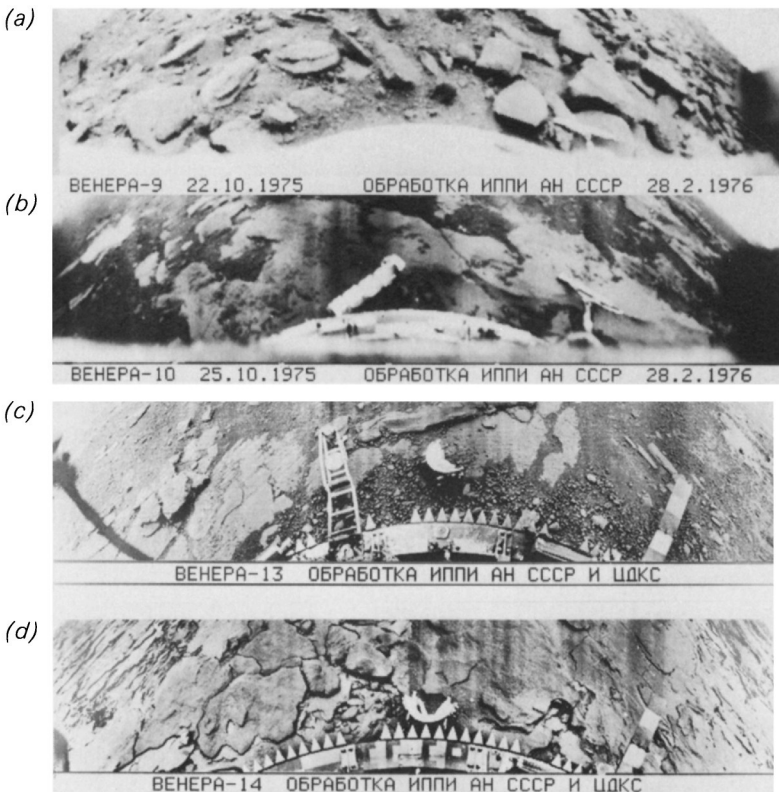 (a)
ВЕНЕРА-9 22.10.1975 ОБРАБОТКА ИППИ АН СССР 28.2.1976
(b)
ВЕНЕРА-10 25.10.1975 ОБРАБОТКА ИППИ АН СССР 28.2.1976
(c)
ВЕНЕРА-13 ОБРАБОТКА ИППИ АН СССР И ЦДКС
(d)
ВЕНЕРА-14 ОБРАБОТКА ИППИ АН СССР И ЦДКС